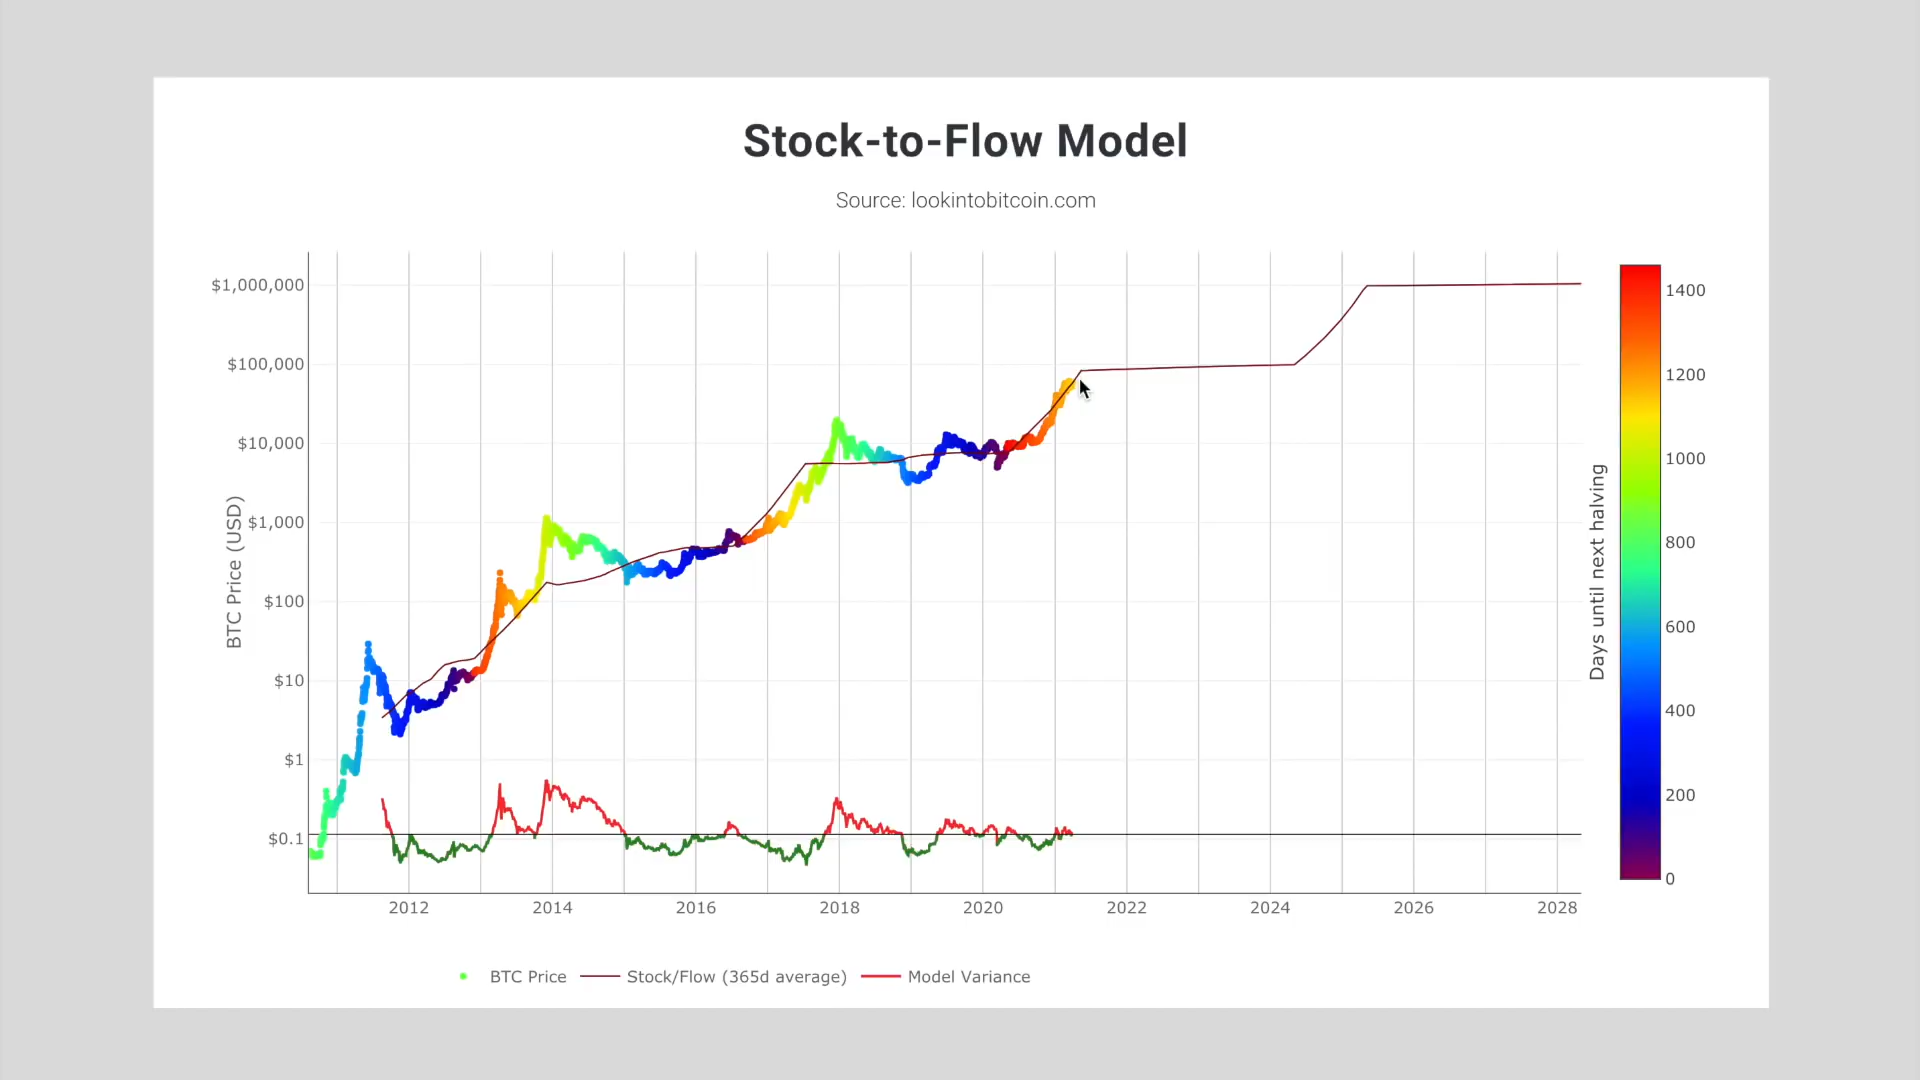 Stock-to-Flow Model
Source: lookintobitcoin.com
$1,000,000
$100,000
$10,000
$1,000
$100
$10
$1
$0.1
BTC Price (USD)
2012 2014 2016 2018 2020 2022 2024 2026 2028
Days until next halving
1400
1200
1000
800
600
400
200
0
BTC Price Stock/Flow (365d average) Model Variance